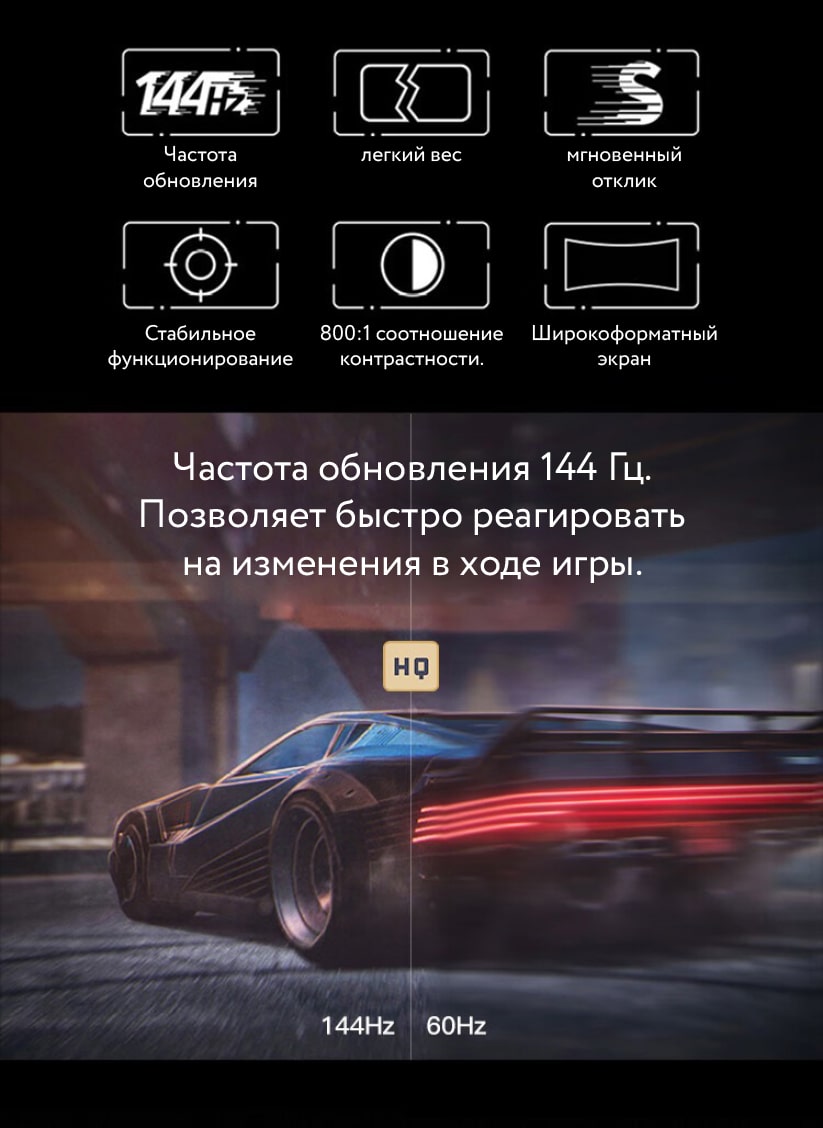 144Hz
Частота
обновления
легкий вес
S
мгновенный
отклик
Стабильное
функционирование
800:1 соотношение
контрастности.
Широкоформатный
экран
Частота обновления 144 Гц.
Позволяет быстро реагировать
на изменения в ходе игры.
HQ
144Hz
60Hz